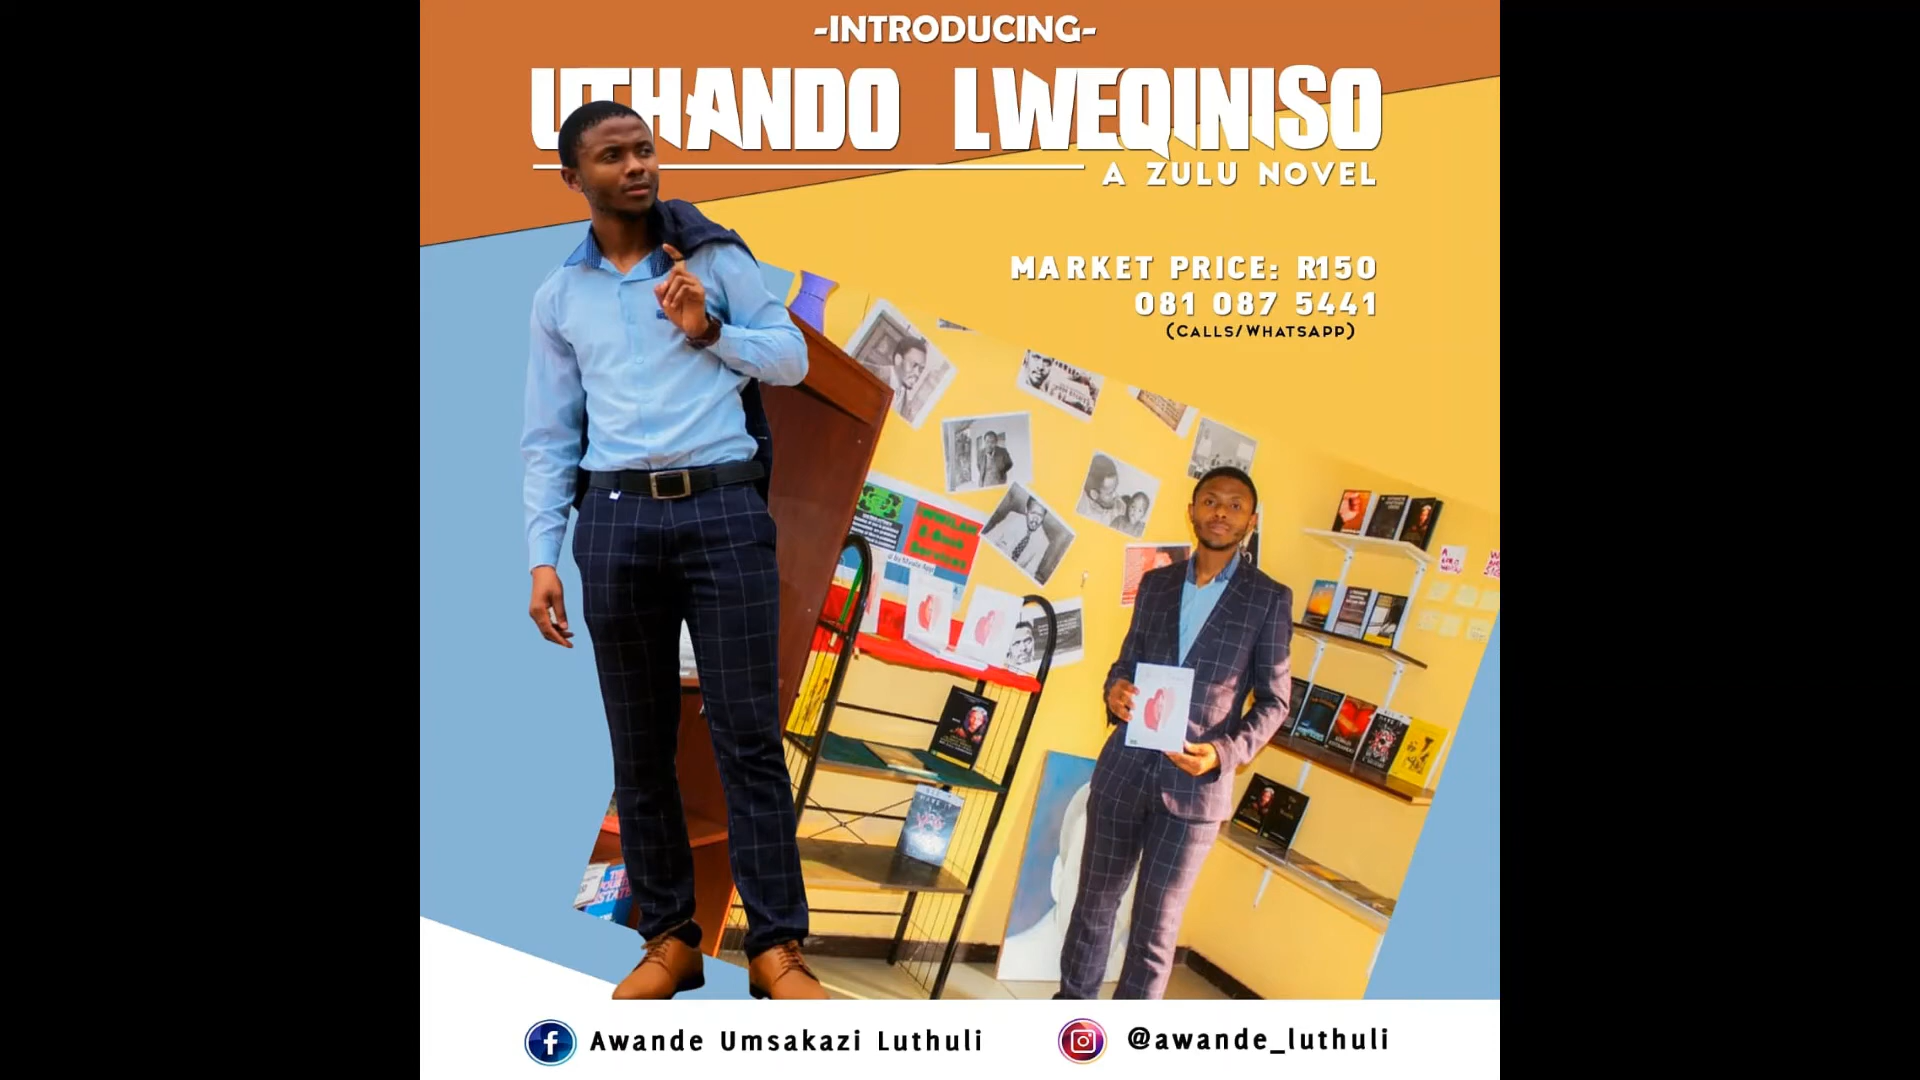 -INTRODUCING-
UTHANDO LWEQINISO
A ZULU NOVEL
MARKET PRICE: R150
081 087 5441
(CALLS/WHATSAPP)
Awande Umsakazi Luthuli
@awande_luthuli